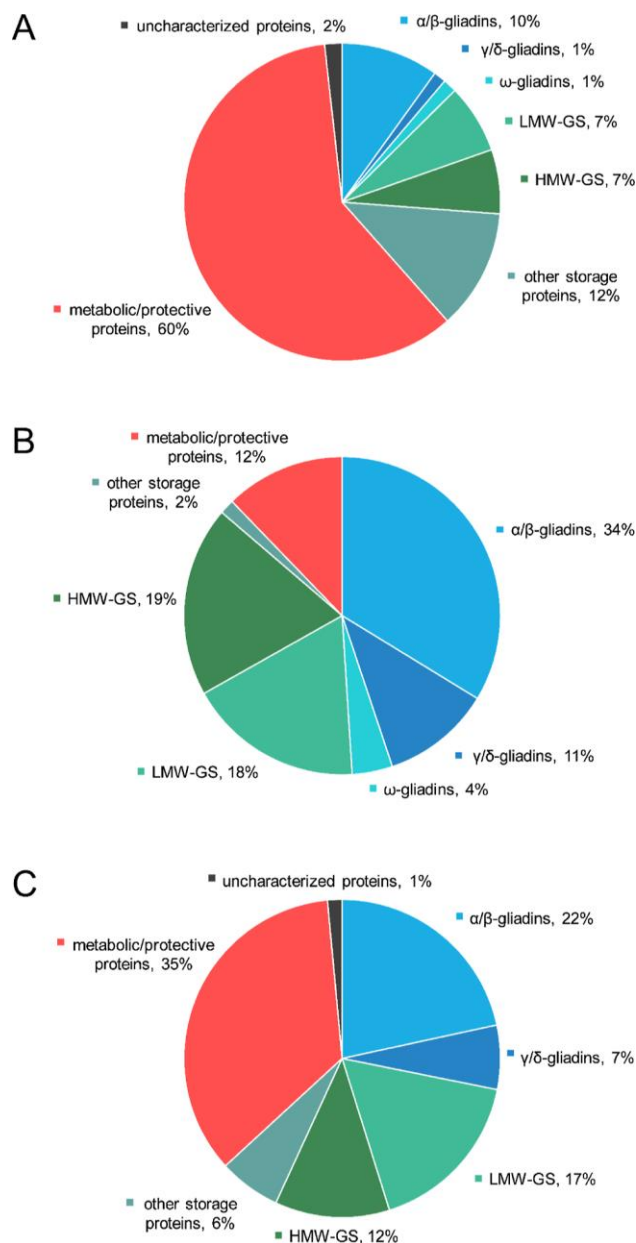 A
uncharacterized proteins, 2%
α/β-gliadins, 10%
γ/δ-gliadins, 1%
ω-gliadins, 1%
LMW-GS, 7%
HMW-GS, 7%
other storage
proteins, 12%
metabolic/protective
proteins, 60%
B
metabolic/protective
proteins, 12%
other storage
proteins, 2%
α/β-gliadins, 34%
HMW-GS, 19%
γ/δ-gliadins, 11%
LMW-GS, 18%
ω-gliadins, 4%
C
uncharacterized proteins, 1%
α/β-gliadins, 22%
metabolic/protective
proteins, 35%
γ/δ-gliadins, 7%
LMW-GS, 17%
other storage
proteins, 6%
HMW-GS, 12%